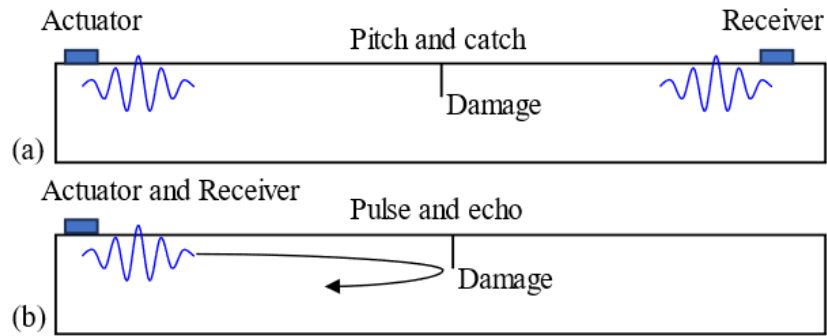 Actuator
Receiver
Pitch and catch
Damage
(a)
Actuator and Receiver
Pulse and echo
Damage
(b)